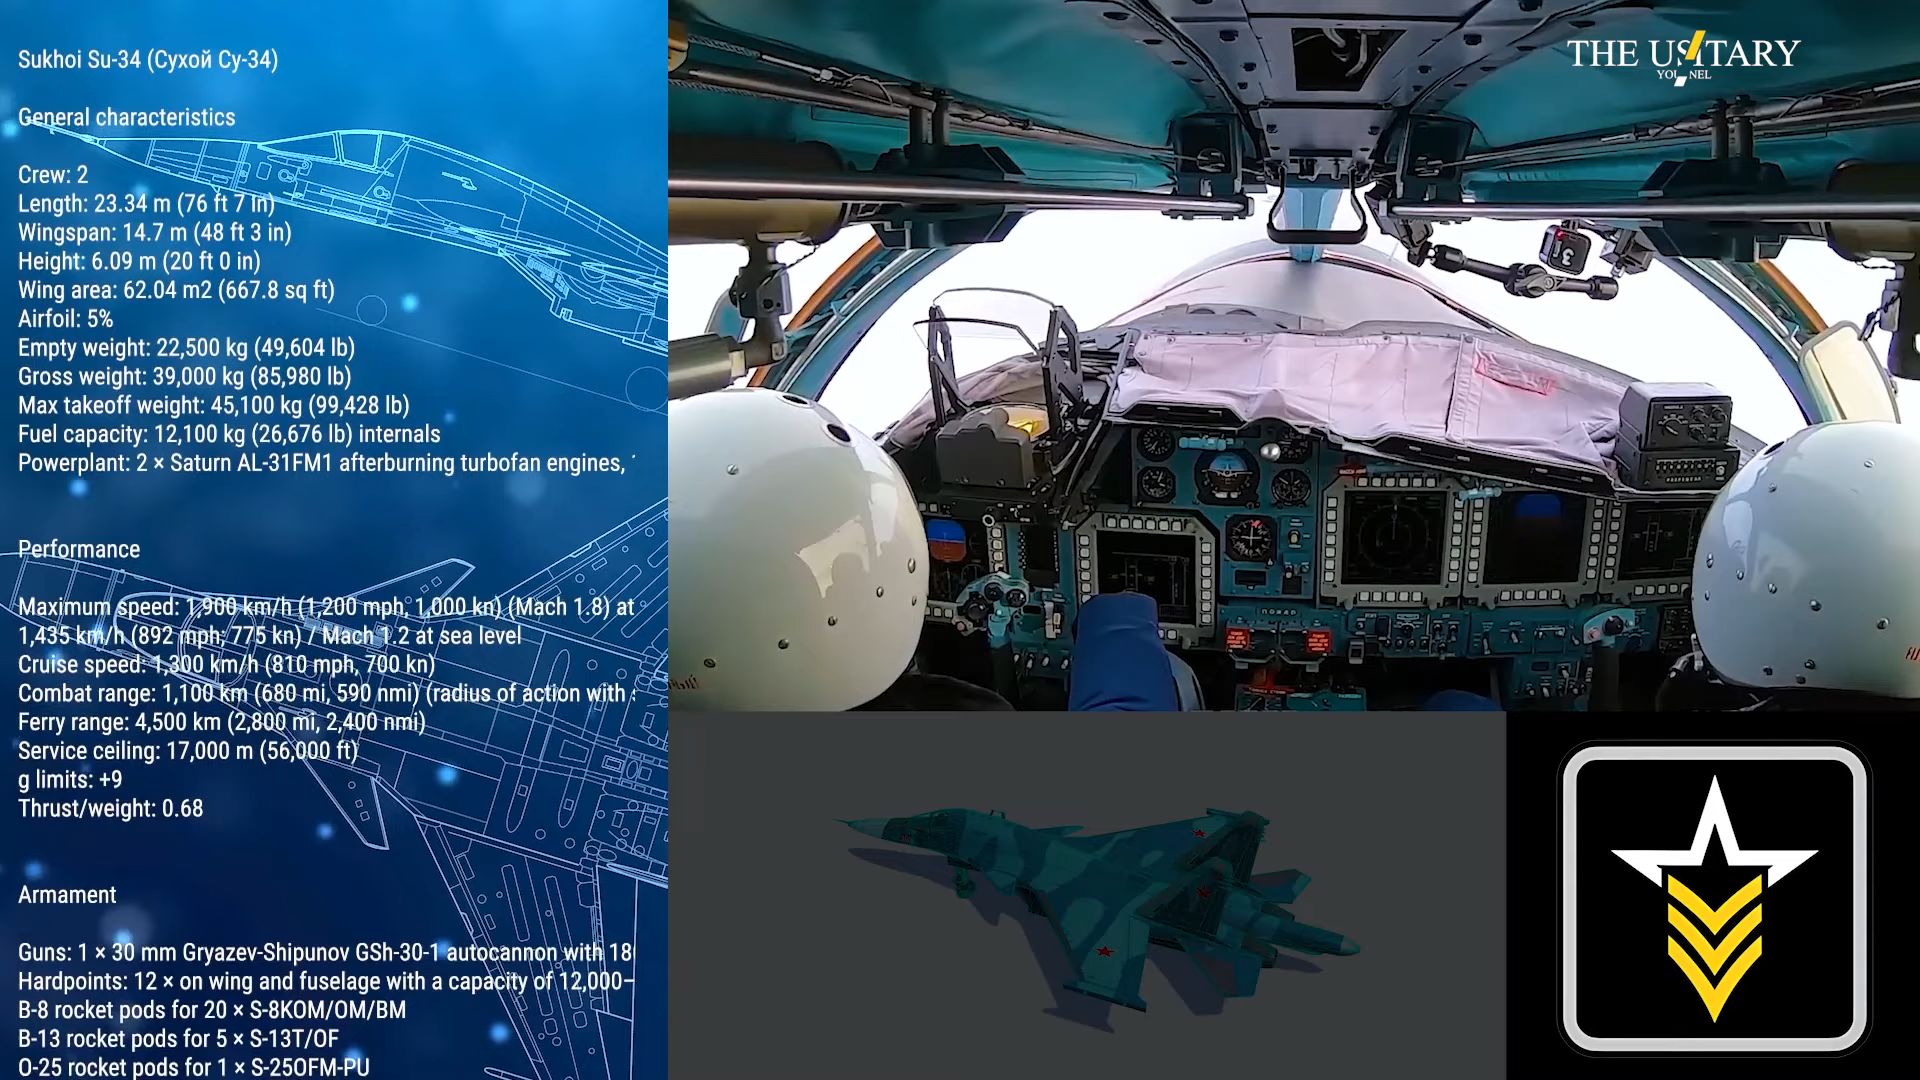 Sukhoi Su-34 (Сухой Су-34)
General characteristics
Crew: 2
Length: 23.34 m (76 ft 7 in)
Wingspan: 14.7 m (48 ft 3 in)
Height: 6.09 m (20 ft 0 in)
Wing area: 62.04 m2 (667.8 sq ft)
Airfoil: 5%
Empty weight: 22,500 kg (49,604 lb)
Gross weight: 39,000 kg (85,980 lb)
Max takeoff weight: 45,100 kg (99,428 lb)
Fuel capacity: 12,100 kg (26,676 lb) internals
Powerplant: 2 × Saturn AL-31FM1 afterburning turbofan engines,
Performance
Maximum speed: 1,900 km/h (1,200 mph, 1,000 kn) (Mach 1.8) at
1,435 km/h (892 mph; 775 kn) / Mach 1.2 at sea level
Cruise speed: 1,300 km/h (810 mph, 700 kn)
Combat range: 1,100 km (680 mi, 590 nmi) (radius of action with
Ferry range: 4,500 km (2,800 mi, 2,400 nmi)
Service ceiling: 17,000 m (56,000 ft)
g limits: +9
Thrust/weight: 0.68
Armament
Guns: 1 × 30 mm Gryazev-Shipunov GSh-30-1 autocannon with 18
Hardpoints: 12 × on wing and fuselage with a capacity of 12,000–
B-8 rocket pods for 20 × S-8KOM/OM/BM
B-13 rocket pods for 5 × S-13T/OF
O-25 rocket pods for 1 × S-25OFM-PU
THE US TARY
YOU NEL
3